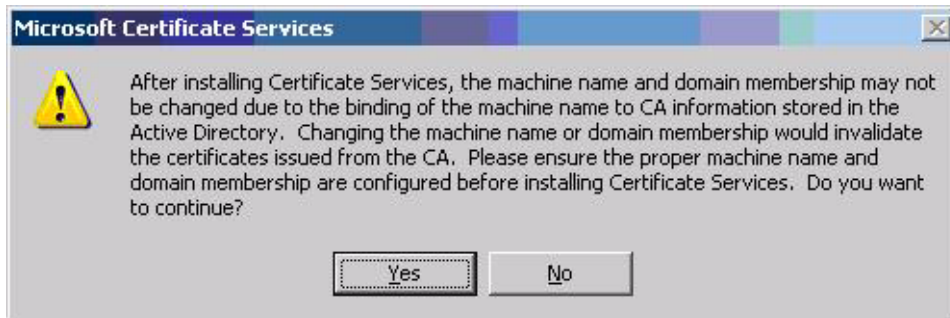 Microsoft Certificate Services
After installing Certificate Services, the machine name and domain membership may not
be changed due to the binding of the machine name to CA information stored in the
Active Directory.  Changing the machine name or domain membership would invalidate
the certificates issued from the CA.  Please ensure the proper machine name and
domain membership are configured before installing Certificate Services.  Do you want
to continue?
Yes No